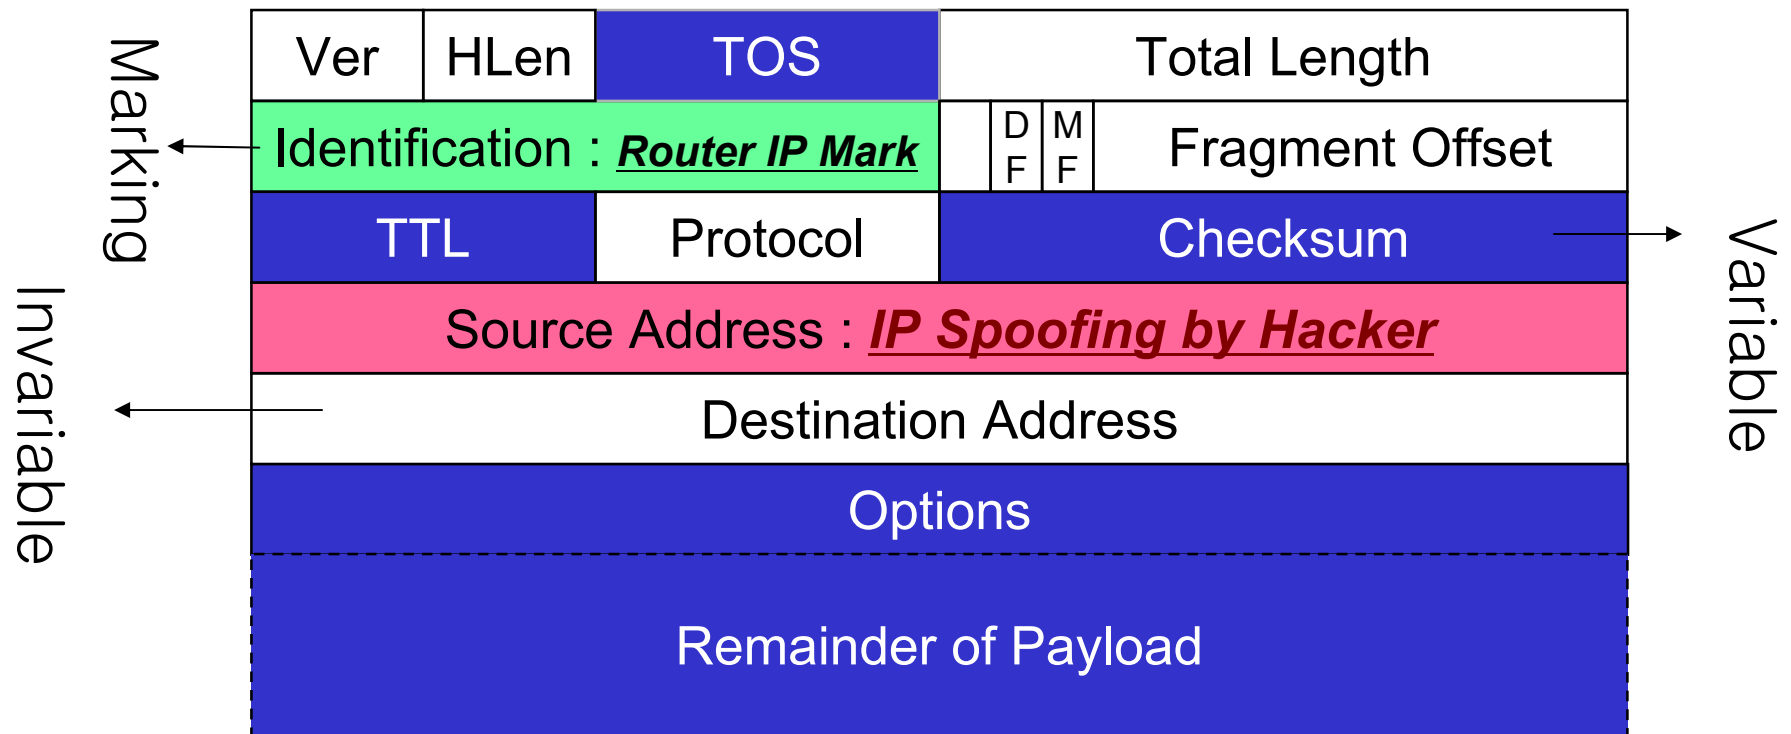 Ver HLen TOS Total Length
Marking
Identification : Router IP Mark D F M F Fragment Offset
TTL Protocol Checksum
Variable
Source Address : IP Spoofing by Hacker
Invariable
Destination Address
Options
Remainder of Payload